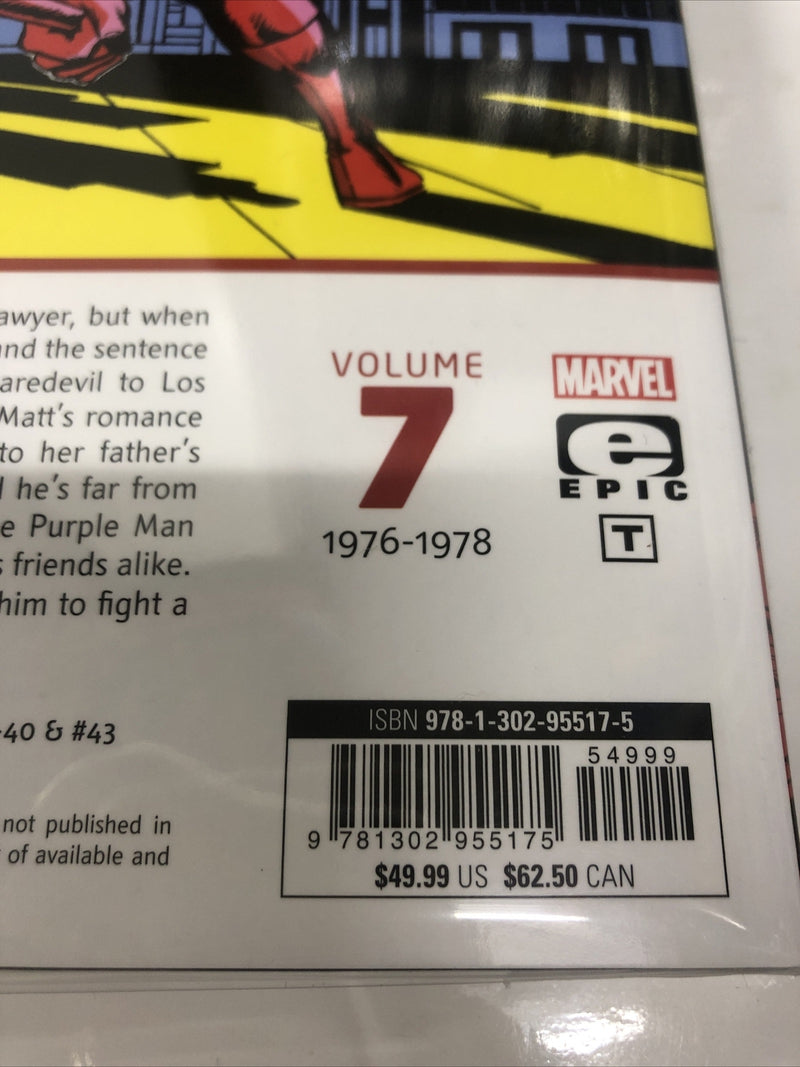 awyer, but when
and the sentence
aredevil to Los
Matt's romance
to her father's
he's far from
e Purple Man
s friends alike.
him to fight a
-40 & #43
not published in
of available and
VOLUME
7
1976-1978
MARVEL
e
EPIC
T
ISBN 978-1-302-95517-5
54999
9 781302 955175
$49.99 US $62.50 CAN